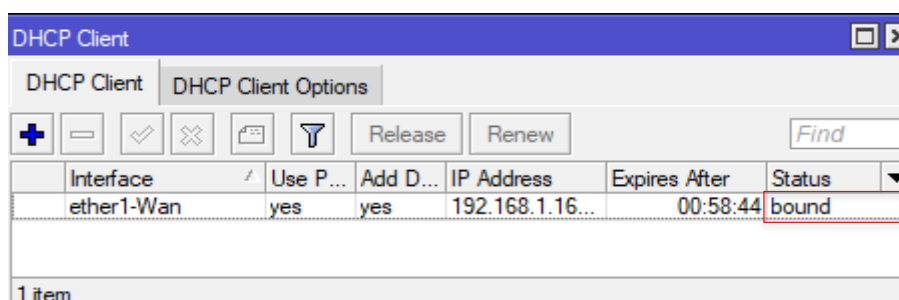 DHCP Client
DHCP Client DHCP Client Options
Release Renew Find
Interface Use P... Add D... IP Address Expires After Status
ether1-Wan yes yes 192.168.1.16... 00:58:44 bound
1 item